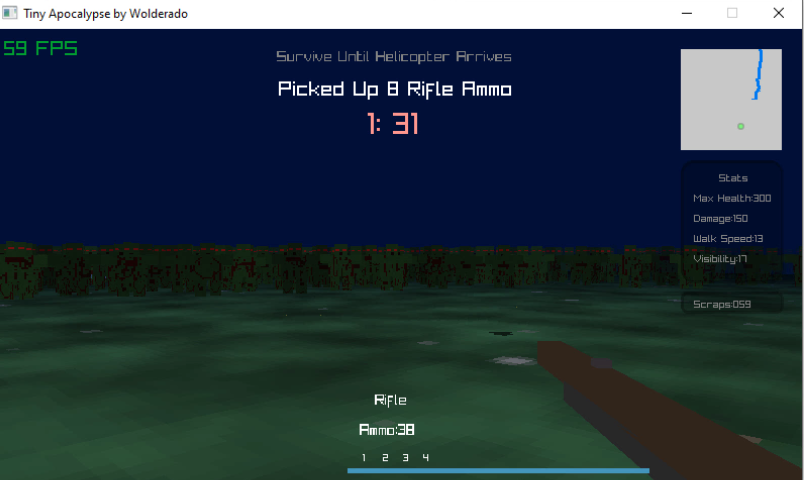 Tiny Apocalypse by Wolderado
59 FPS
Survive Until Helicopter Arrives
Picked Up 8 Rifle Ammo
1: 31
Stats
Max Health:300
Damage:150
Walk Speed:13
Visibility:17
Scraps:059
Rifle
Ammo:38
1 2 3 4